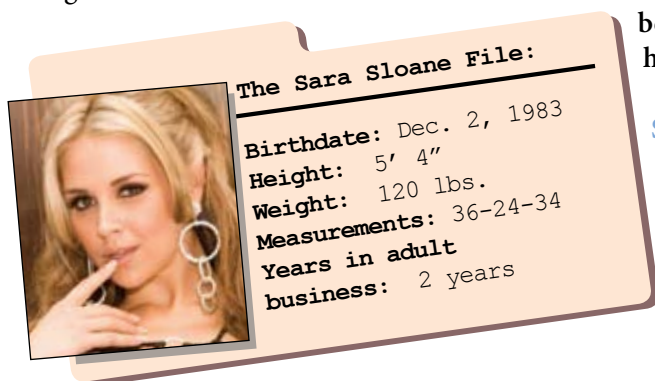 The Sara Sloane File:
Birthdate: Dec. 2, 1983
Height: 5′ 4″
Weight: 120 lbs.
Measurements: 36-24-34
Years in adult
business: 2 years